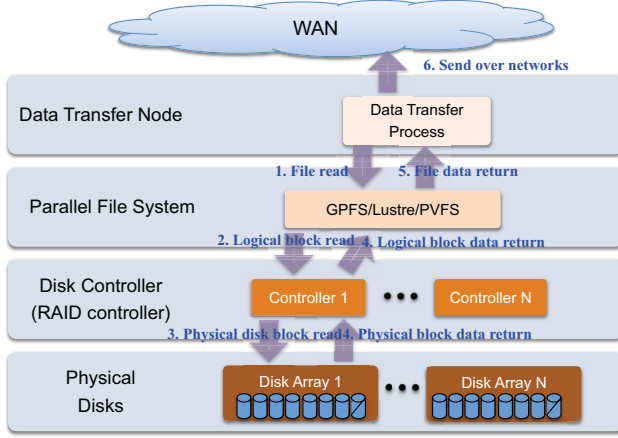 WAN
6. Send over networks
Data Transfer Node
Data Transfer
Process
1. File read
5. File data return
Parallel File System
GPFS/Lustre/PVFS
2. Logical block read
4. Logical block data return
Disk Controller
(RAID controller)
Controller 1
Controller N
3. Physical disk block read
4. Physical block data return
Physical
Disks
Disk Array 1
Disk Array N